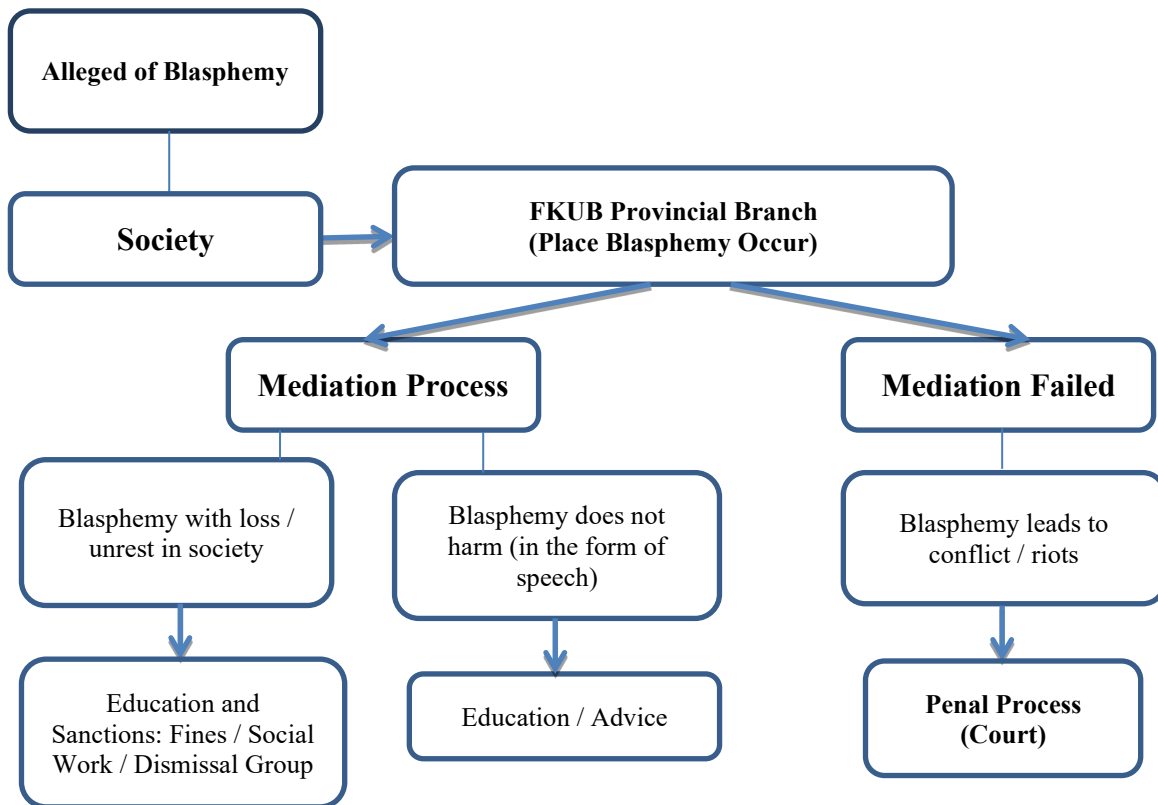 Alleged of Blasphemy
Society
FKUB Provincial Branch
(Place Blasphemy Occur)
Mediation Process
Mediation Failed
Blasphemy with loss /
unrest in society
Blasphemy does not
harm (in the form of
speech)
Blasphemy leads to
conflict / riots
Education and
Sanctions: Fines / Social
Work / Dismissal Group
Education / Advice
Penal Process
(Court)